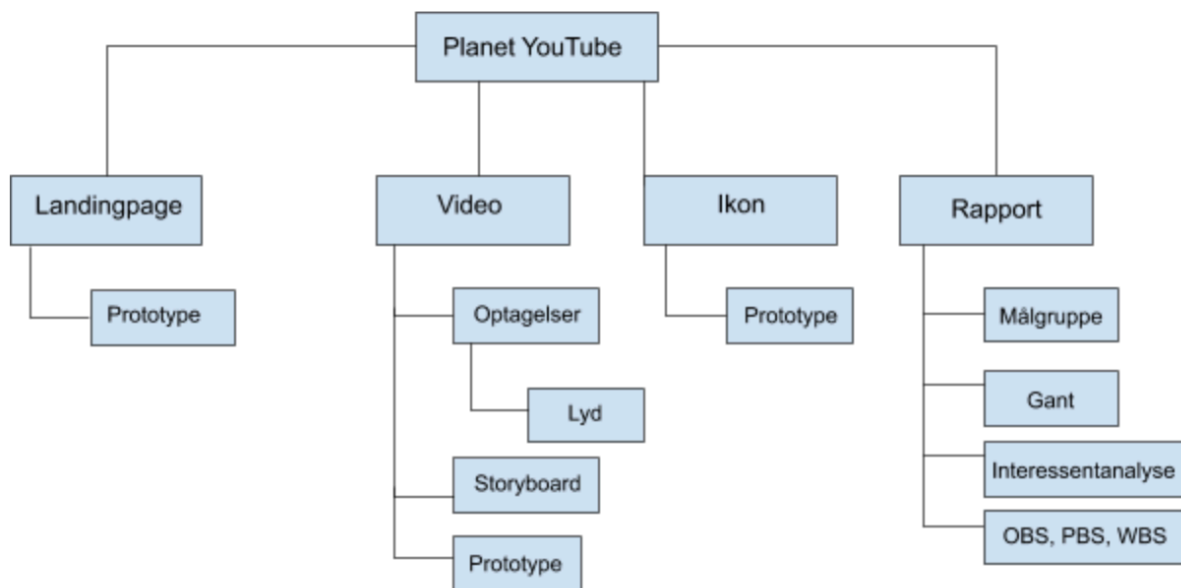 Planet YouTube
Landingpage
Video
Ikon
Rapport
Prototype
Optagelser
Prototype
Målgruppe
Gant
Lyd
Interessentanalyse
Storyboard
OBS, PBS, WBS
Prototype